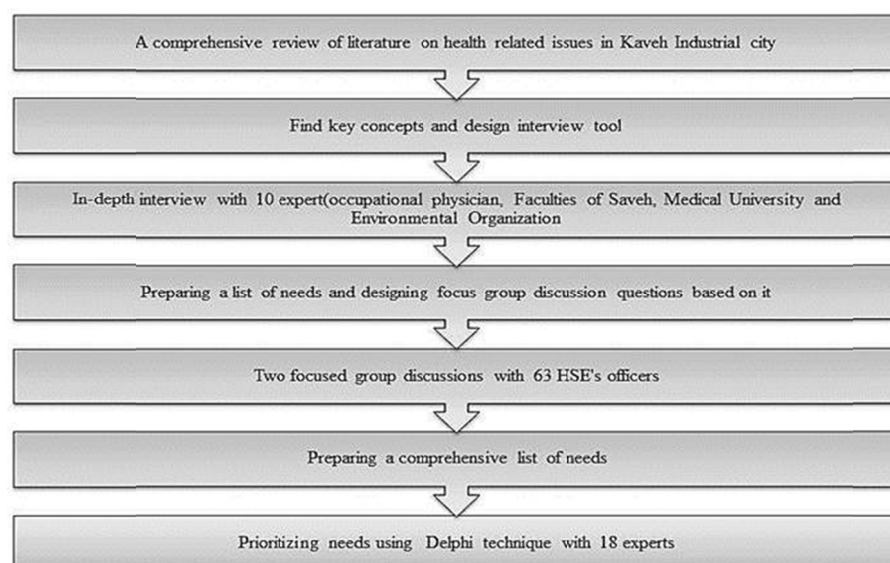 A comprehensive review of literature on health related issues in Kaveh Industrial city
Find key concepts and design interview tool
In-depth interview with 10 expert(occupational physician, Faculties of Saveh, Medical University and
Environmental Organization
Preparing a list of needs and designing focus group discussion questions based on it
Two focused group discussions with 63 HSE's officers
Preparing a comprehensive list of needs
Prioritizing needs using Delphi technique with 18 experts